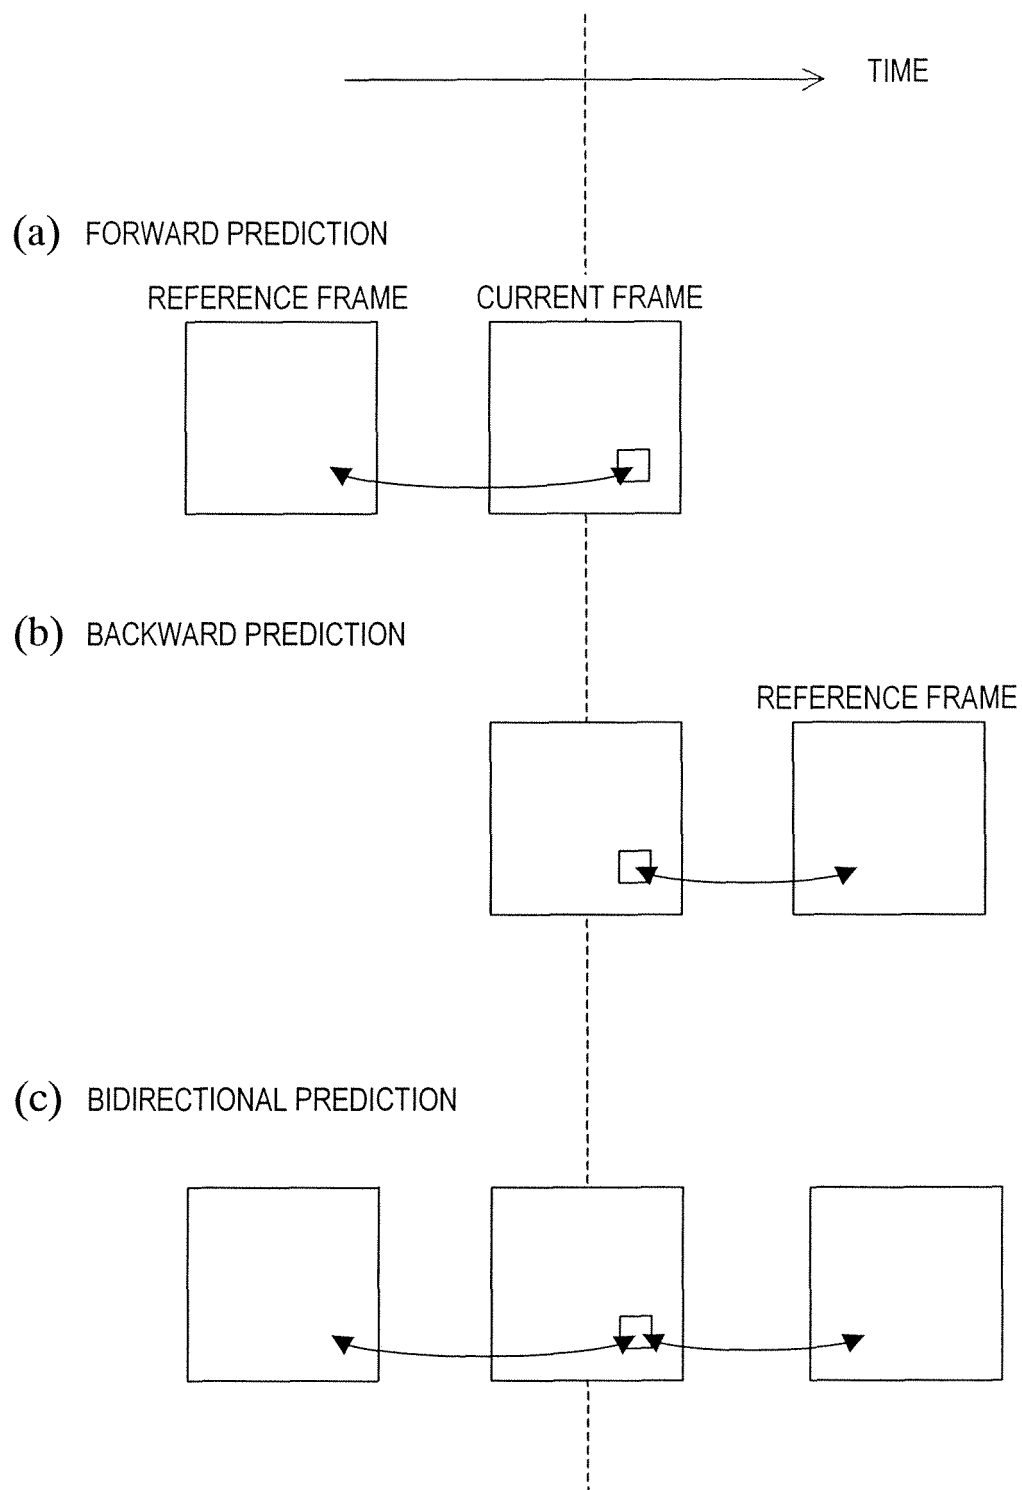 TIME
(a) FORWARD PREDICTION
REFERENCE FRAME CURRENT FRAME
(b) BACKWARD PREDICTION
REFERENCE FRAME
(c) BIDIRECTIONAL PREDICTION